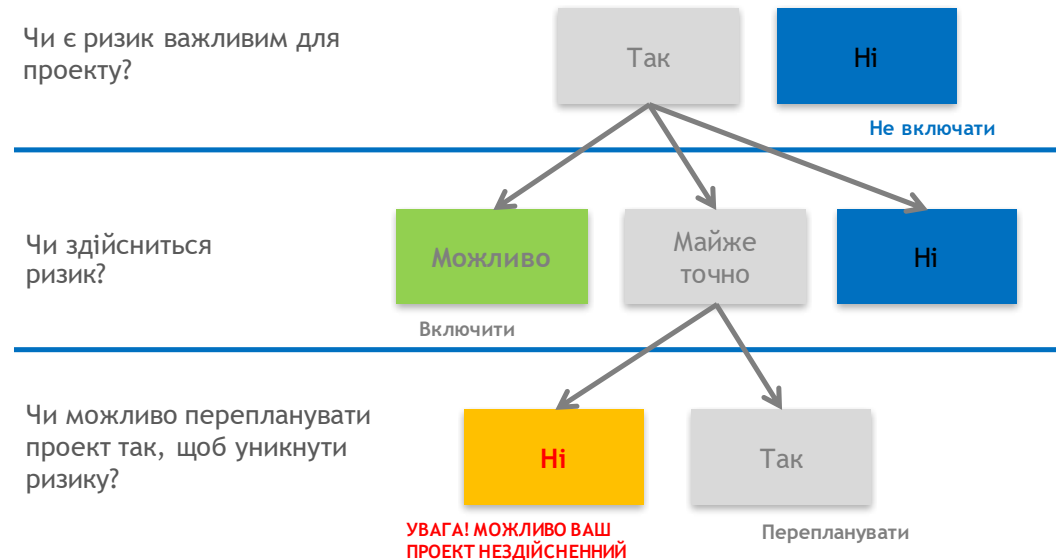 Чи є ризик важливим для
проекту?
Так
Ні
Не включати
Чи здійсниться
ризик?
Можливо
Майже
точно
Ні
Включити
Чи можливо перепланувати
проект так, щоб уникнути
ризику?
Ні
Так
УВАГА! МОЖЛИВО ВАШ
ПРОЕКТ НЕЗДІЙСНЕННИЙ
Перепланувати